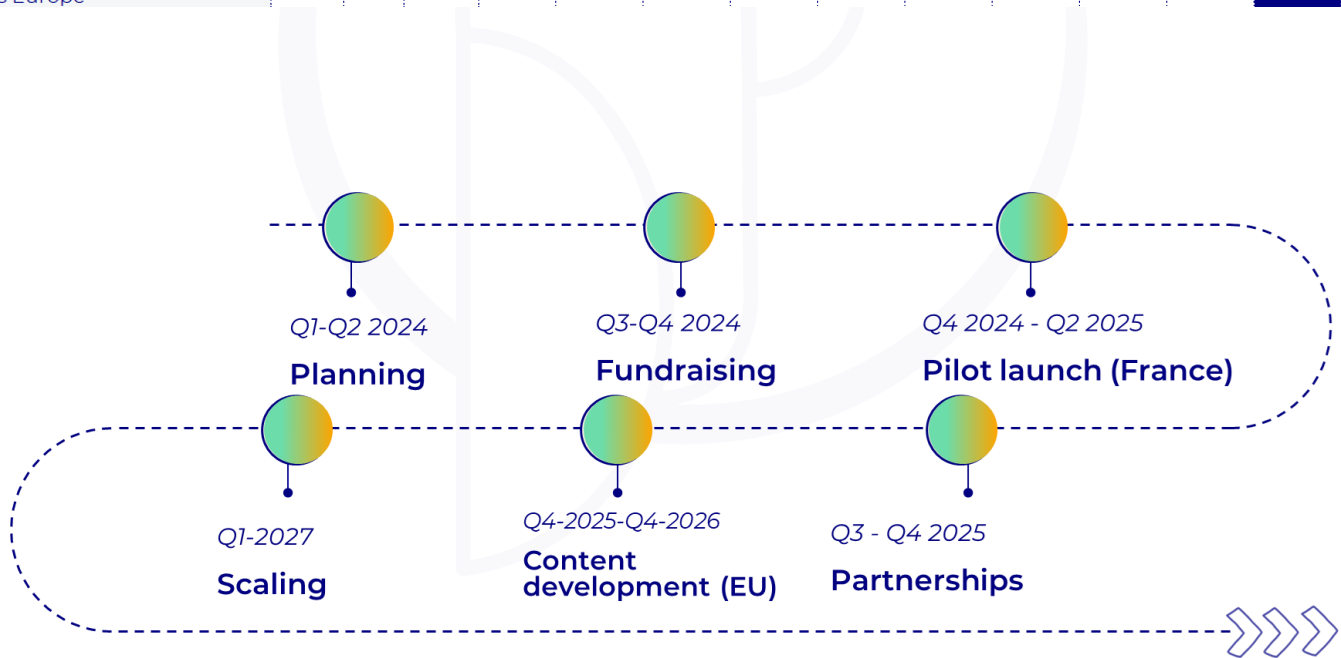 Europe
Q1-Q2 2024
Planning
Q3-Q4 2024
Fundraising
Q4 2024 - Q2 2025
Pilot launch (France)
Q1-2027
Scaling
Q4-2025-Q4-2026
Content
development (EU)
Q3 - Q4 2025
Partnerships